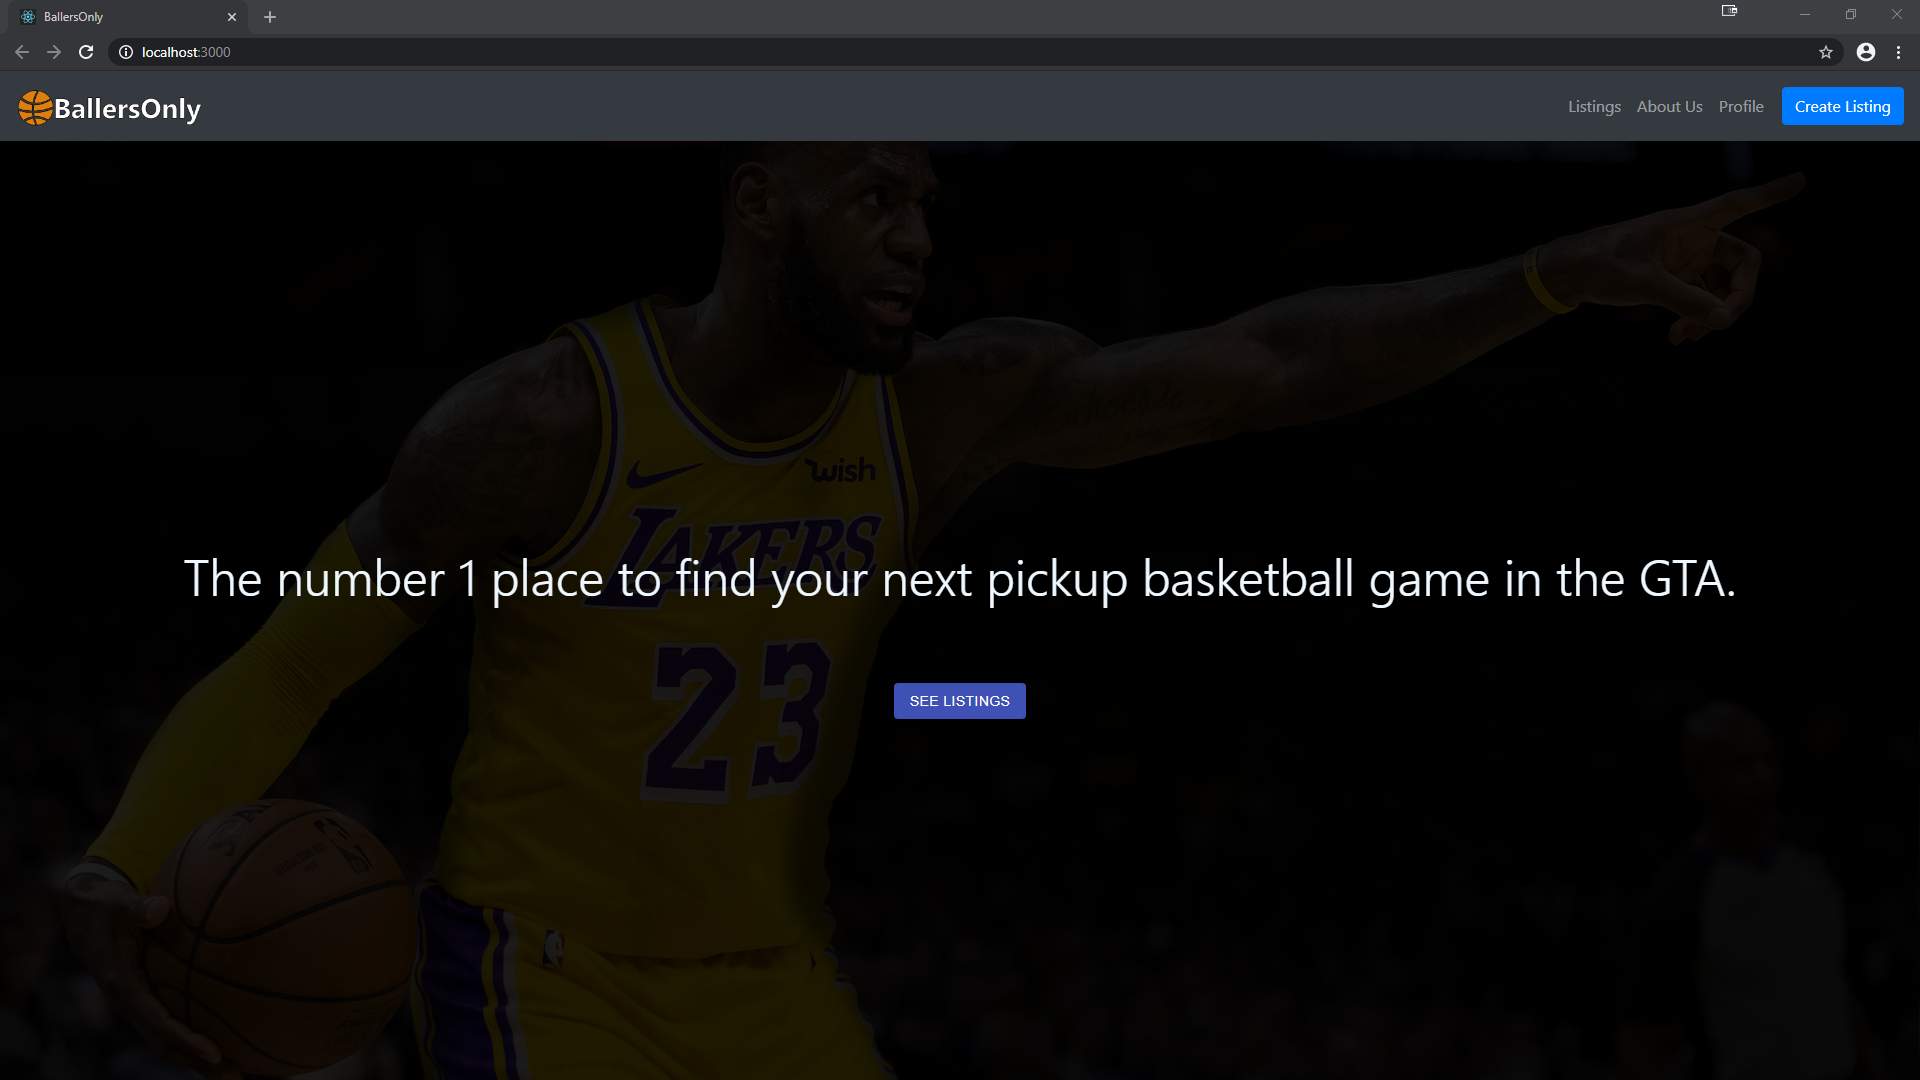 BallersOnly
localhost:3000
BallersOnly
Listings About Us Profile Create Listing
wish
LAKERS
The number 1 place to find your next pickup basketball game in the GTA.
23
SEE LISTINGS